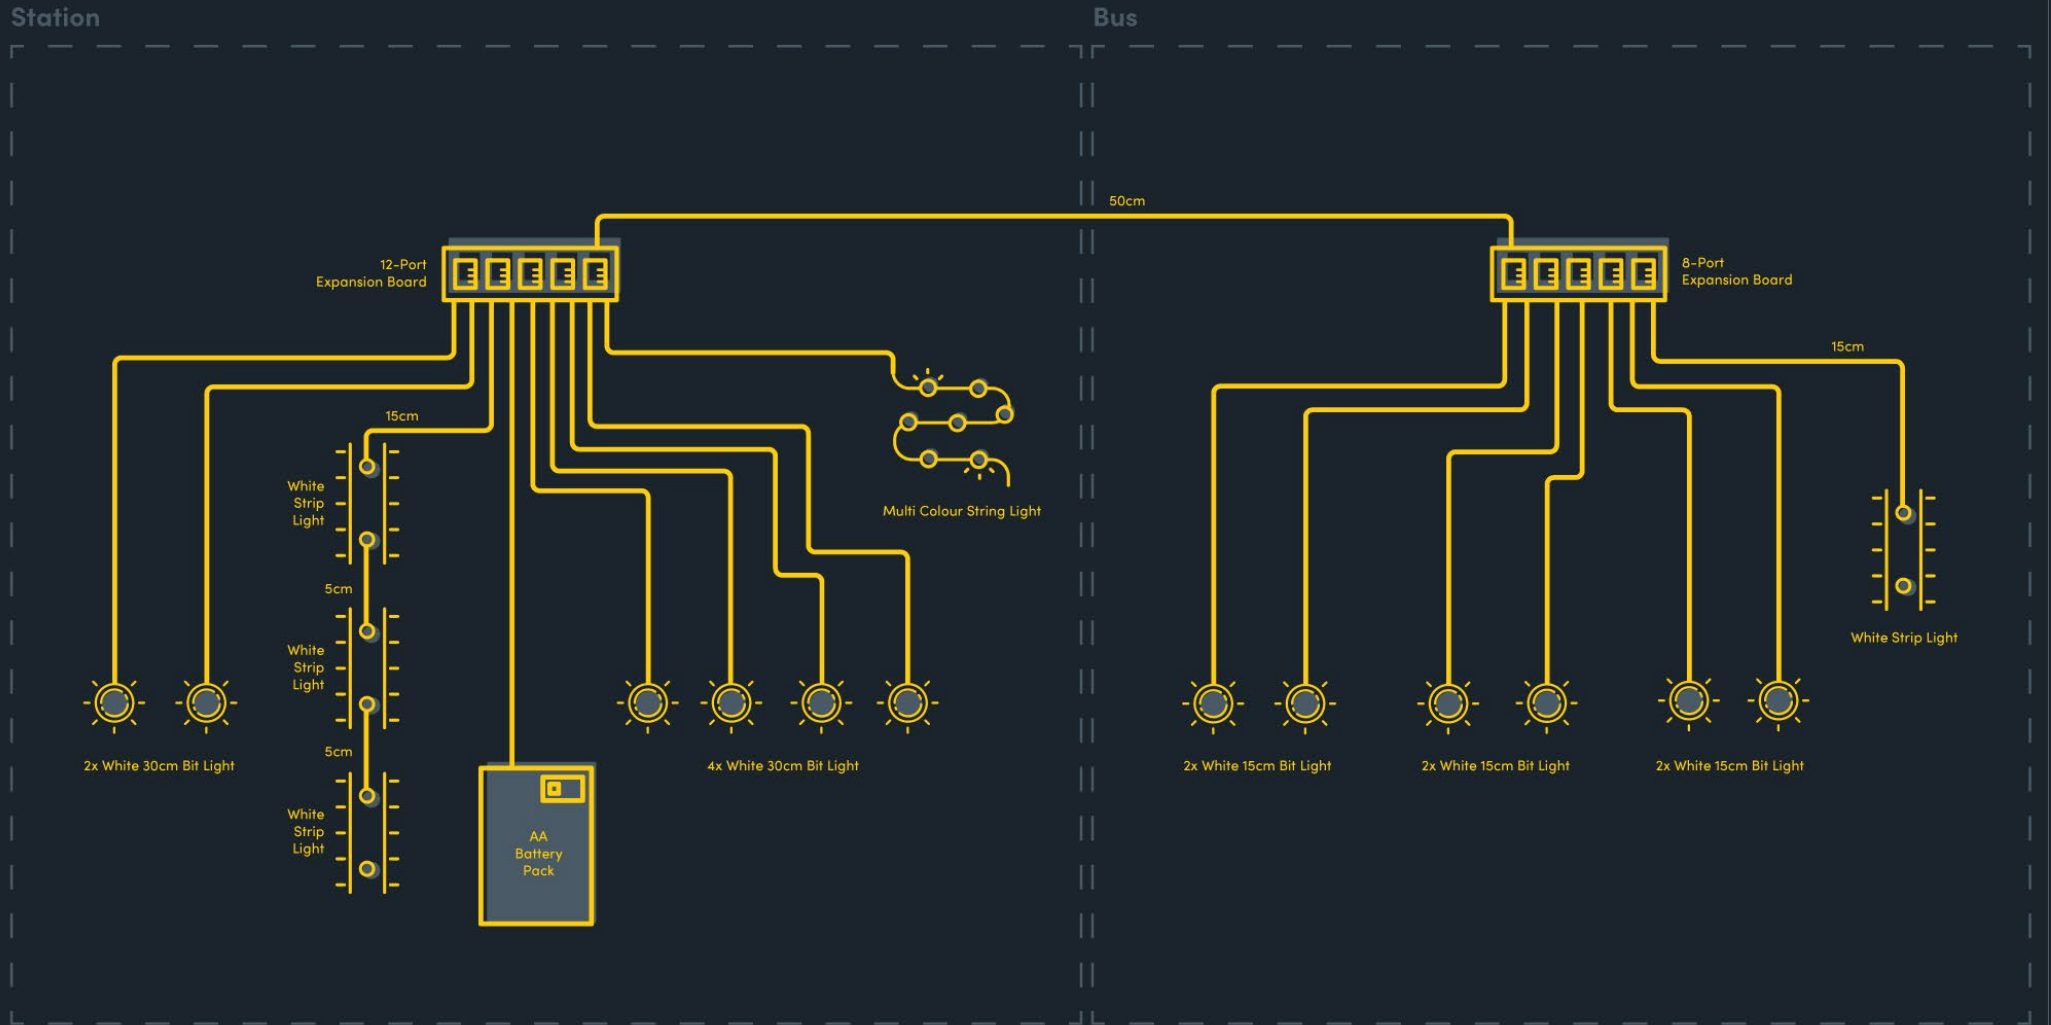 Station
Bus
50cm
12-Port
Expansion Board
8-Port
Expansion Board
15cm
15cm
White
Strip
Light
Multi Colour String Light
5cm
White Strip Light
White
Strip
Light
5cm
2x White 30cm Bit Light
4x White 30cm Bit Light
2x White 15cm Bit Light
2x White 15cm Bit Light
2x White 15cm Bit Light
White
Strip
Light
AA
Battery
Pack